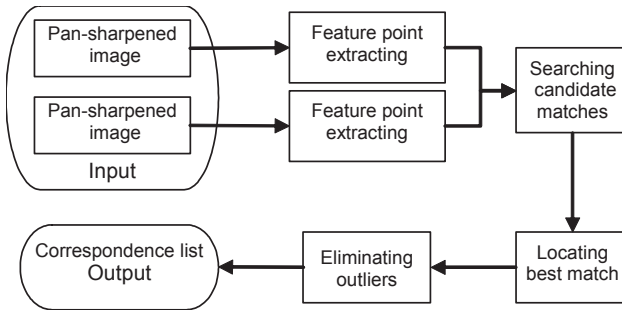 Pan-sharpened
image
Feature point
extracting
Searching
candidate
matches
Pan-sharpened
image
Feature point
extracting
Input
Correspondence list
Output
Eliminating
outliers
Locating
best match